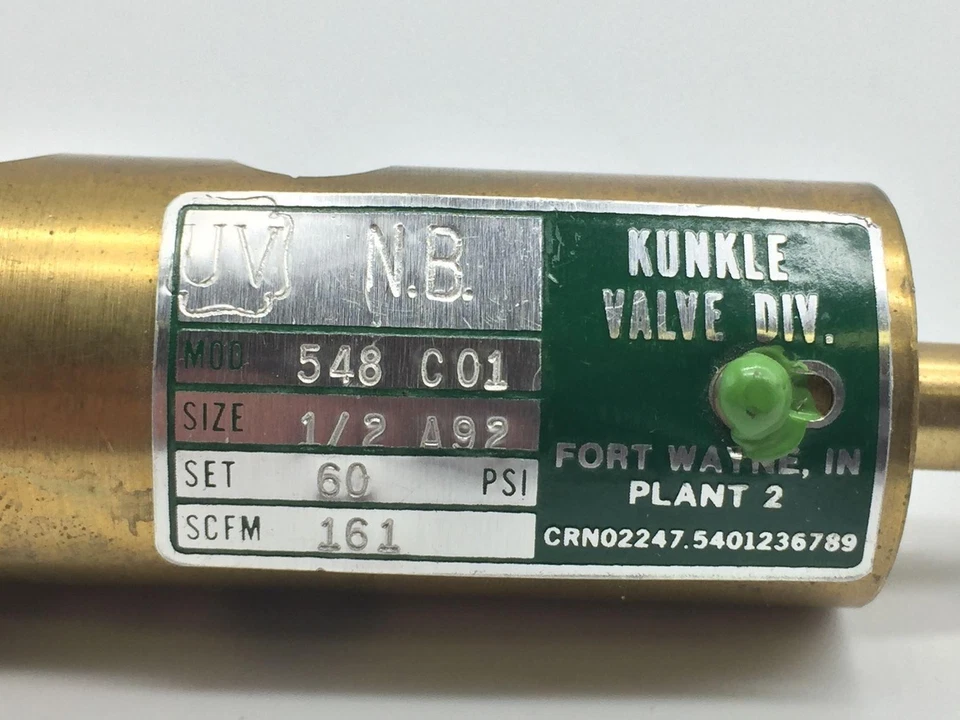 UV N.B.
MOD 548 C01
SIZE 1/2 A92
SET 60 PSI
SCFM 161
KUNKLE
VALVE DIV.
FORT WAYNE, IN
PLANT 2
CRN02247.5401236789